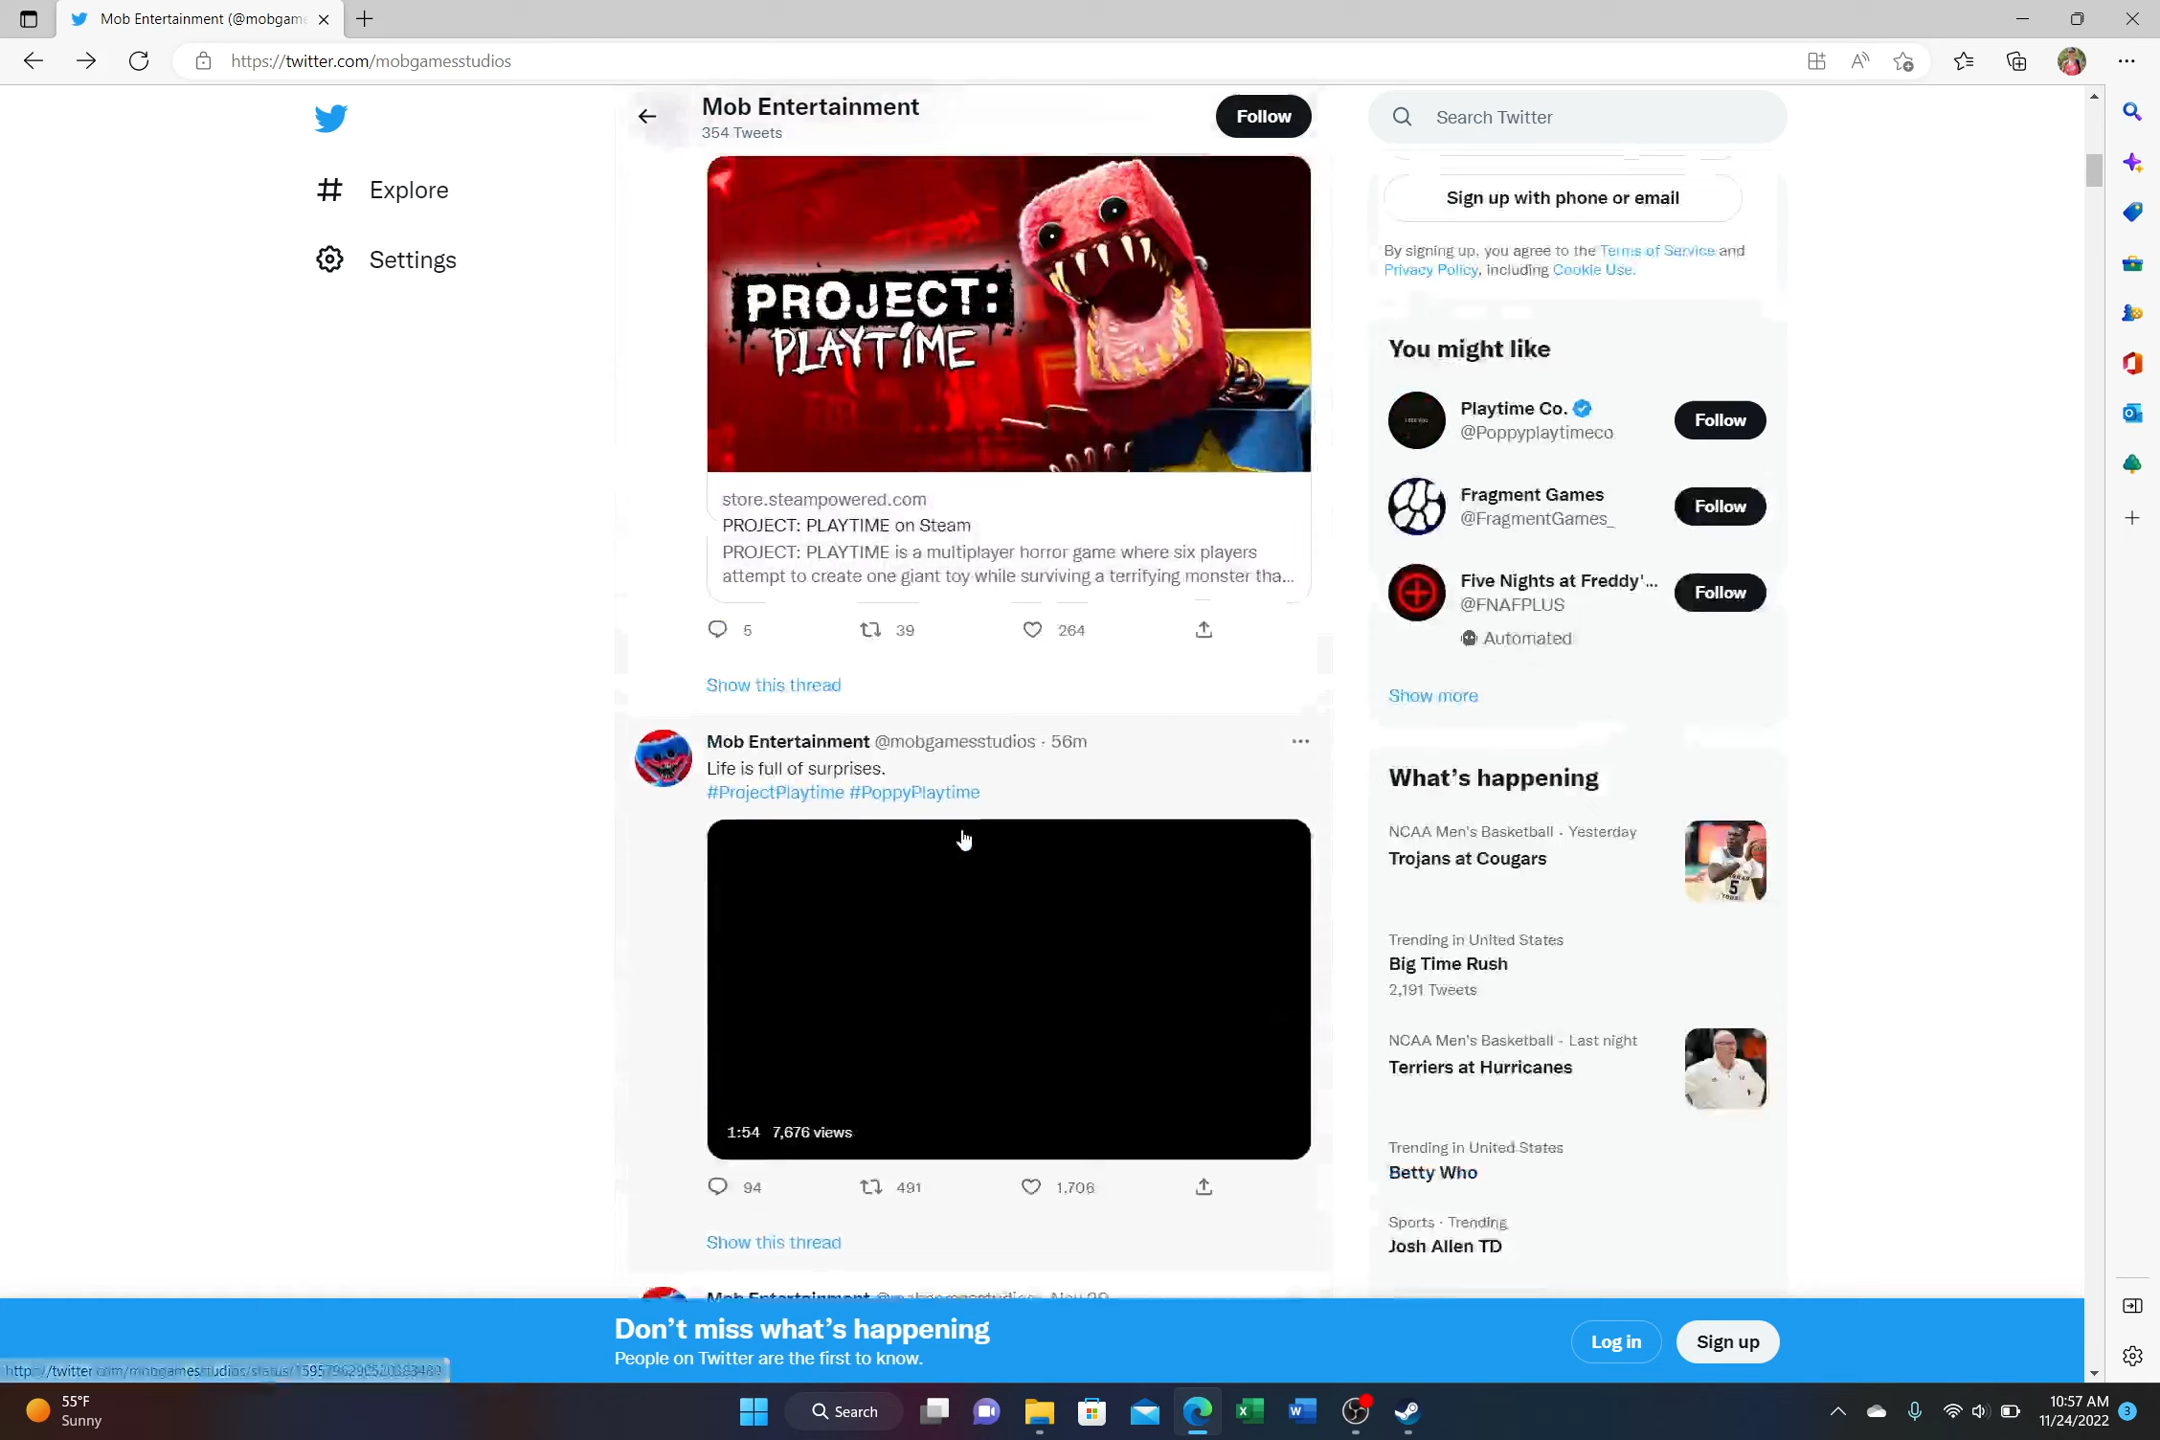 Mob Entertainment (@mobgame
https://twitter.com/mobgamesstudios
Explore
Settings
Mob Entertainment
354 Tweets
Follow
PROJECT:
PLAYTIME
store.steampowered.com
PROJECT: PLAYTIME on Steam
PROJECT: PLAYTIME is a multiplayer horror game where six players
attempt to create one giant toy while surviving a terrifying monster tha...
5 39 264
Show this thread
Mob Entertainment @mobgamesstudios · 56m
Life is full of surprises.
#ProjectPlaytime #PoppyPlaytime
1:54 7,676 views
94 491 1,706
Show this thread
Mob Entertainment
Search Twitter
Sign up with phone or email
By signing up, you agree to the Terms of Service and
Privacy Policy, including Cookie Use.
You might like
Playtime Co.
@Poppyplaytimeco
Follow
Fragment Games
@FragmentGames_
Follow
Five Nights at Freddy'...
@FNAFPLUS
Automated
Follow
Show more
What's happening
NCAA Men's Basketball · Yesterday
Trojans at Cougars
5
Trending in United States
Big Time Rush
2,191 Tweets
NCAA Men's Basketball · Last night
Terriers at Hurricanes
Trending in United States
Betty Who
Sports · Trending
Josh Allen TD
Don't miss what's happening
People on Twitter are the first to know.
Log in
Sign up
55°F
Sunny
Search
10:57 AM
11/24/2022
3